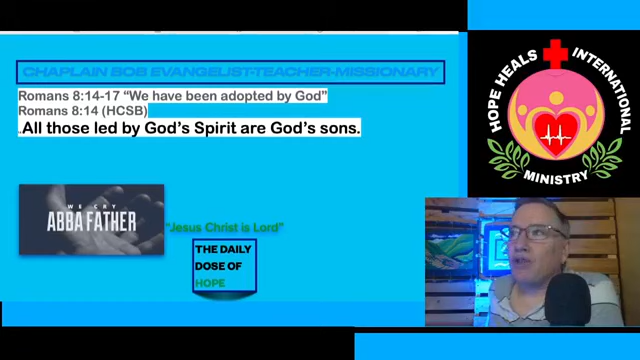 CHAPLAIN BOB EVANGELIST-TEACHER-MISSIONARY
Romans 8:14-17 “We have been adopted by God”
Romans 8:14 (HCSB)
All those led by God’s Spirit are God’s sons.
WE CRY
ABBA FATHER
"Jesus Christ is Lord"
THE DAILY
DOSE OF
HOPE
HOPE HEALS INTERNATIONAL
MINISTRY